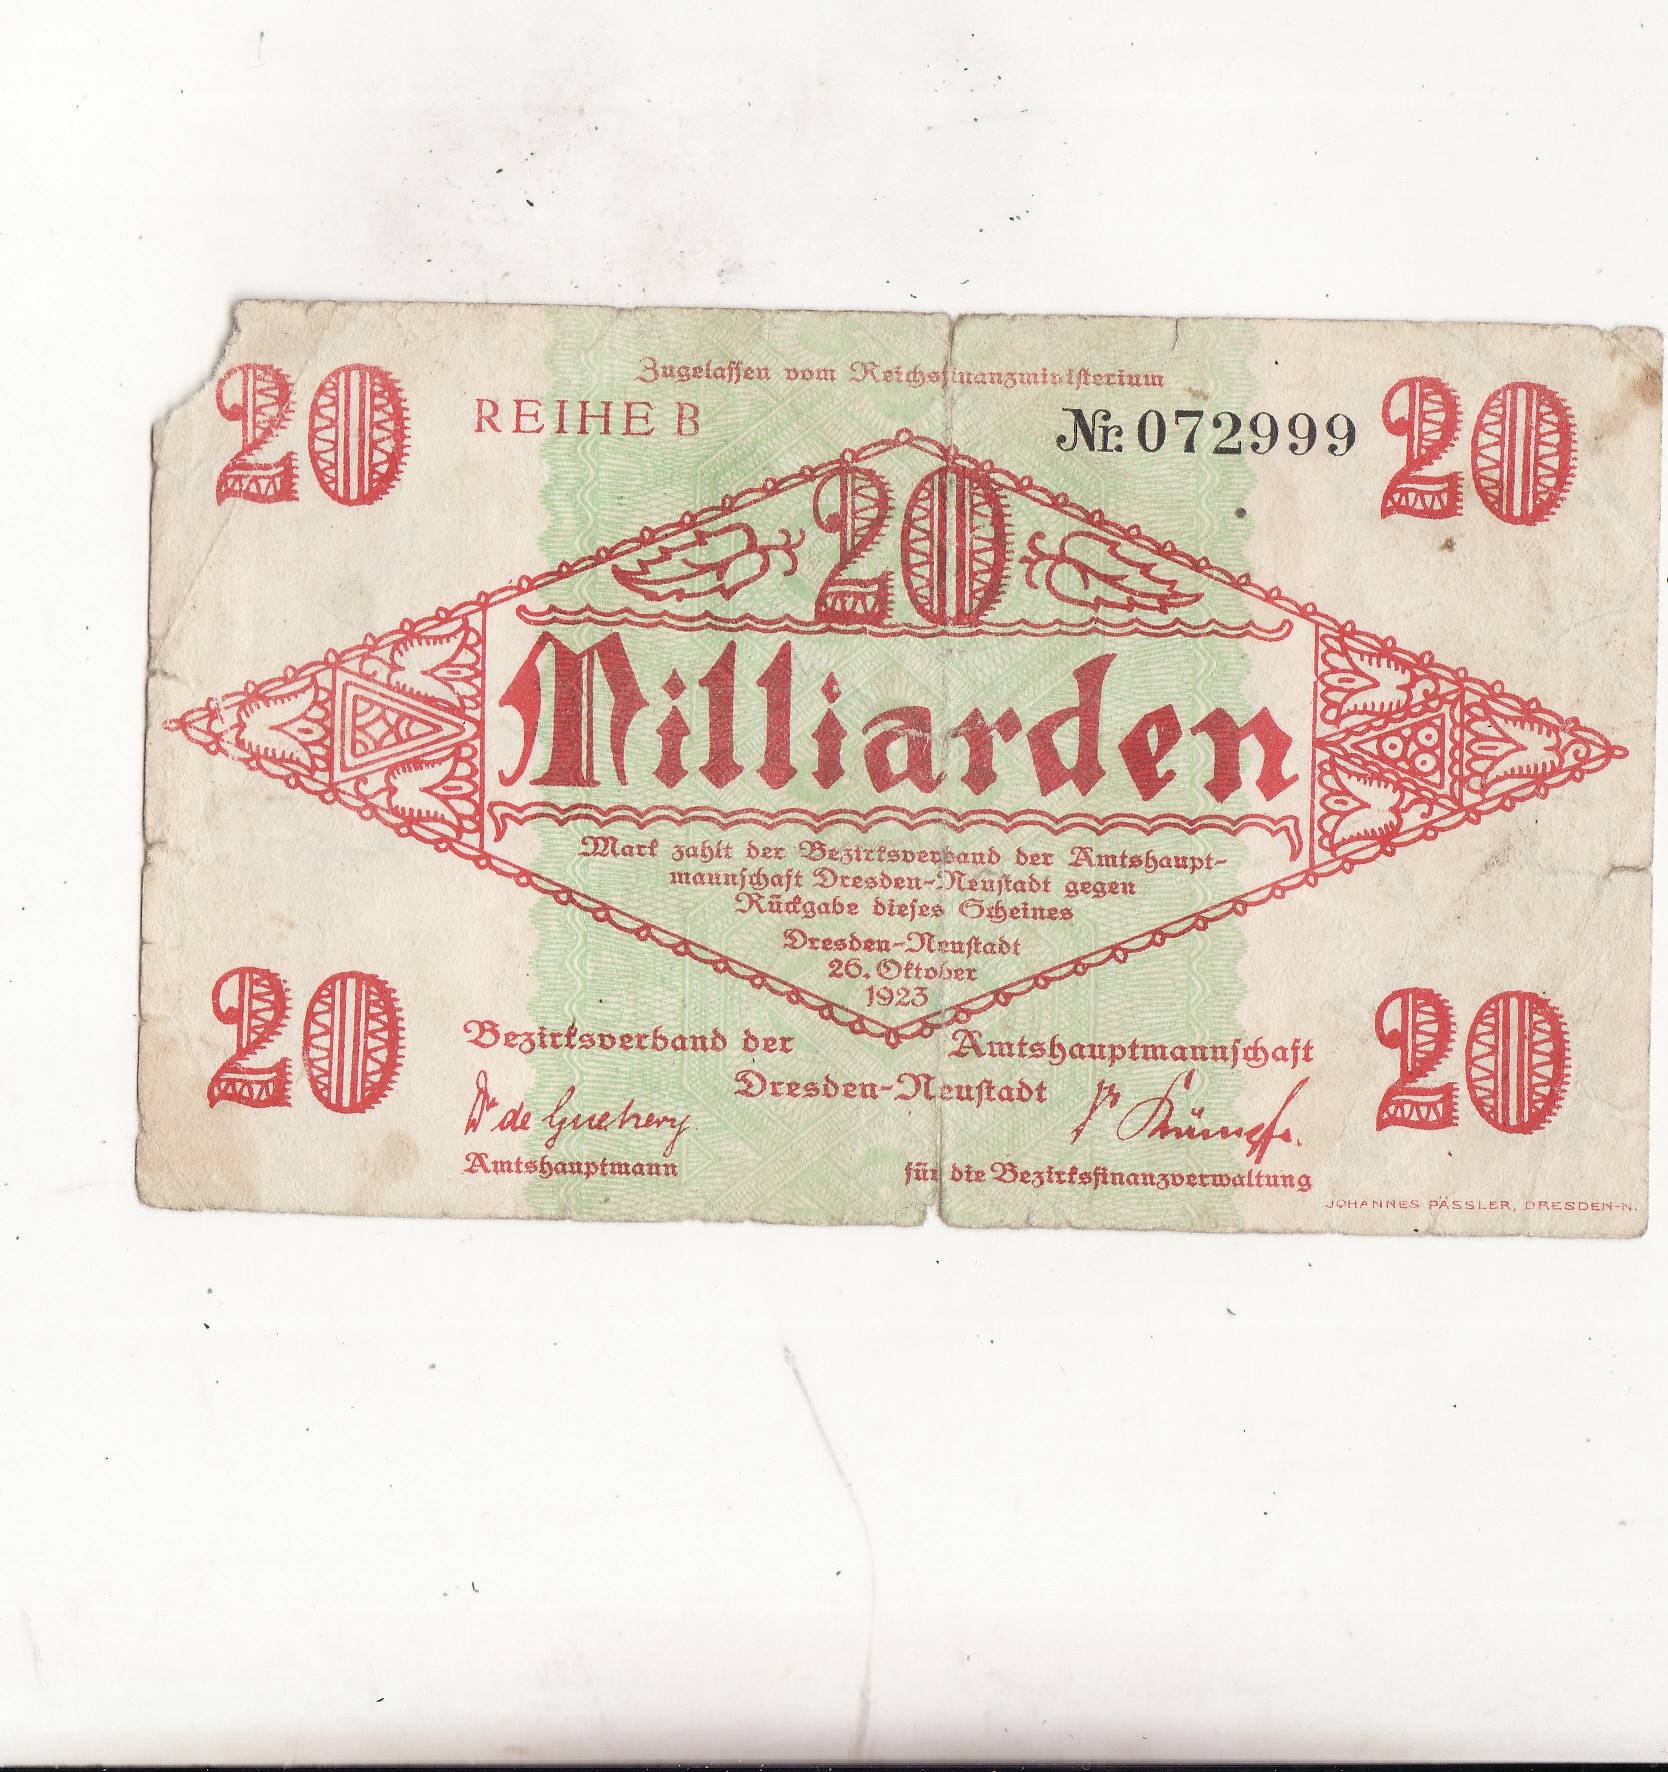 Zugelassen vom Reichsfinanzministerium
20 REIHE B Nr. 072999 20
20
Milliarden
Mark zahlt der Bezirksverband der Amtshaupt-
mannschaft Dresden-Neustadt gegen
Rückgabe dieses Scheines
Dresden-Neustadt
26. Oktober
1923
20 20
Bezirksverband der Amtshauptmannschaft
Dresden-Neustadt
Dr de
Amtshauptmann für die Bezirksfinanzverwaltung
JOHANNES PÄSSLER, DRESDEN-N.